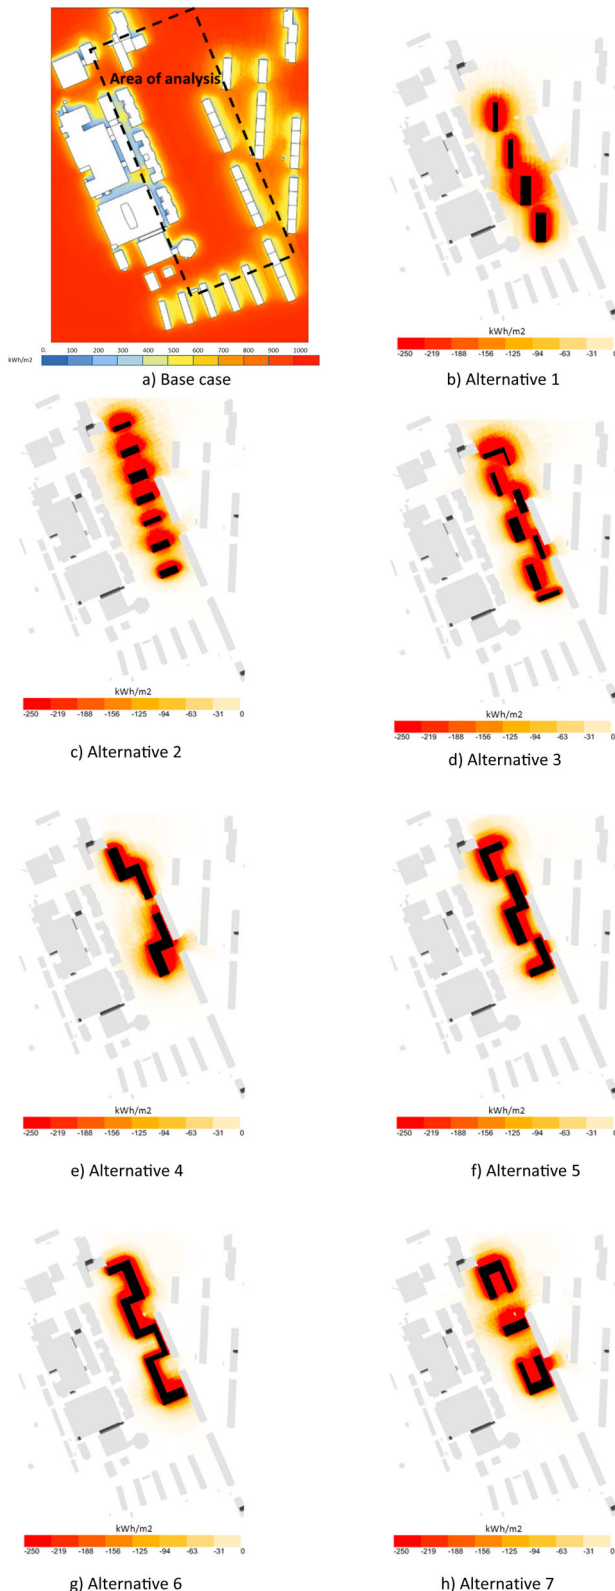 Area of analysis
kWh/m2
0. 100 200 300 400 500 600 700 800 900 1000
a) Base case
kWh/m2
-250 -219 -188 -156 -125 -94 -63 -31 0
b) Alternative 1
kWh/m2
-250 -219 -188 -156 -125 -94 -63 -31 0
c) Alternative 2
kWh/m2
-250 -219 -188 -156 -125 -94 -63 -31 0
d) Alternative 3
kWh/m2
-250 -219 -188 -156 -125 -94 -63 -31 0
e) Alternative 4
kWh/m2
-250 -219 -188 -156 -125 -94 -63 -31 0
f) Alternative 5
kWh/m2
-250 -219 -188 -156 -125 -94 -63 -31 0
g) Alternative 6
kWh/m2
-250 -219 -188 -156 -125 -94 -63 -31 0
h) Alternative 7